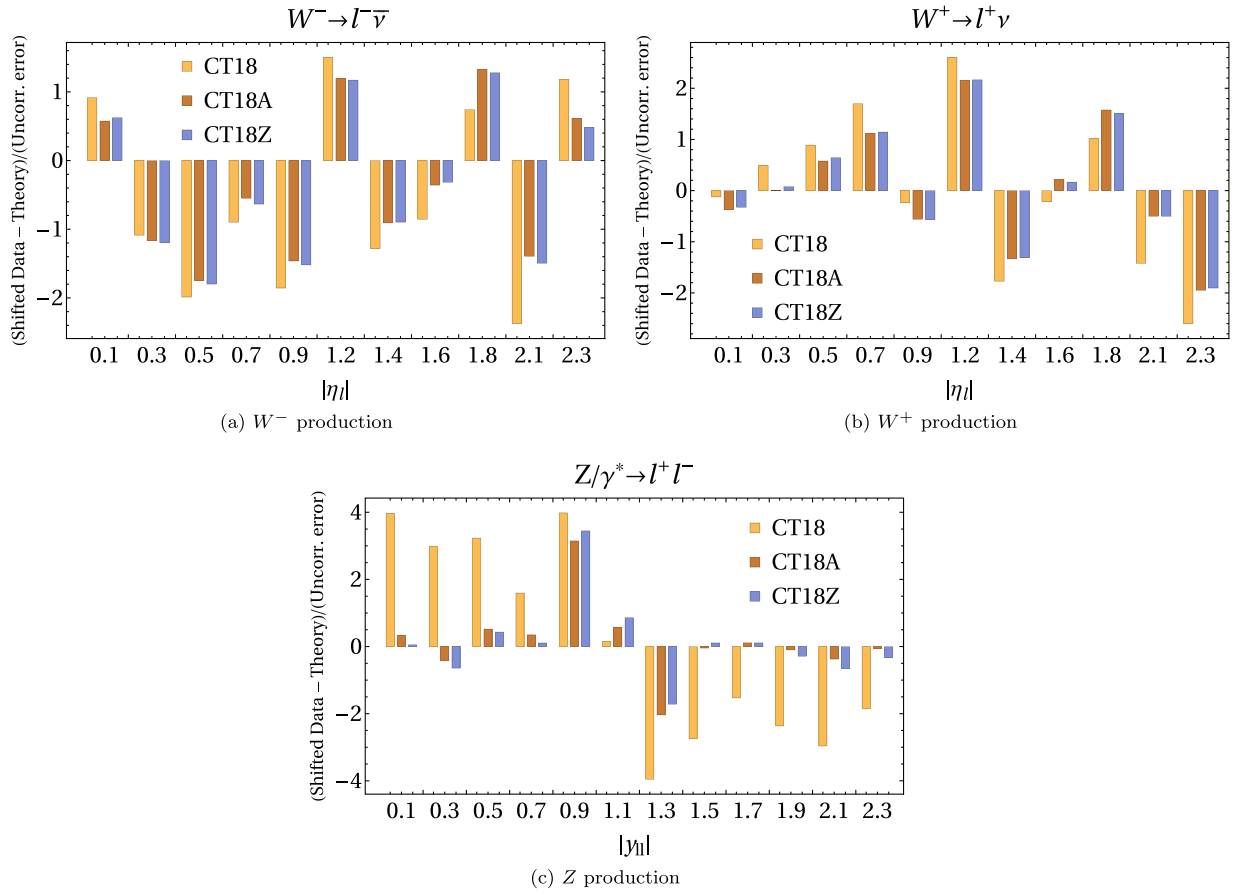 W⁻→l⁻ν̄
(Shifted Data – Theory)/(Uncorr. error)
1
0
−1
−2
CT18
CT18A
CT18Z
0.1 0.3 0.5 0.7 0.9 1.2 1.4 1.6 1.8 2.1 2.3
|ηl|
(a) W⁻ production
W⁺→l⁺ν
(Shifted Data – Theory)/(Uncorr. error)
2
1
0
−1
−2
CT18
CT18A
CT18Z
0.1 0.3 0.5 0.7 0.9 1.2 1.4 1.6 1.8 2.1 2.3
|ηl|
(b) W⁺ production
Z/γ*→l⁺l⁻
(Shifted Data – Theory)/(Uncorr. error)
4
2
0
−2
−4
CT18
CT18A
CT18Z
0.1 0.3 0.5 0.7 0.9 1.1 1.3 1.5 1.7 1.9 2.1 2.3
|yll|
(c) Z production